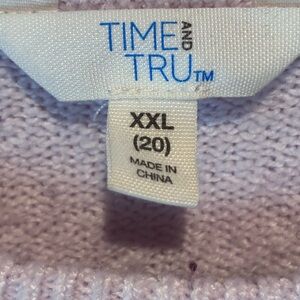 TIME AND
TRU™
XXL
(20)
MADE IN
CHINA